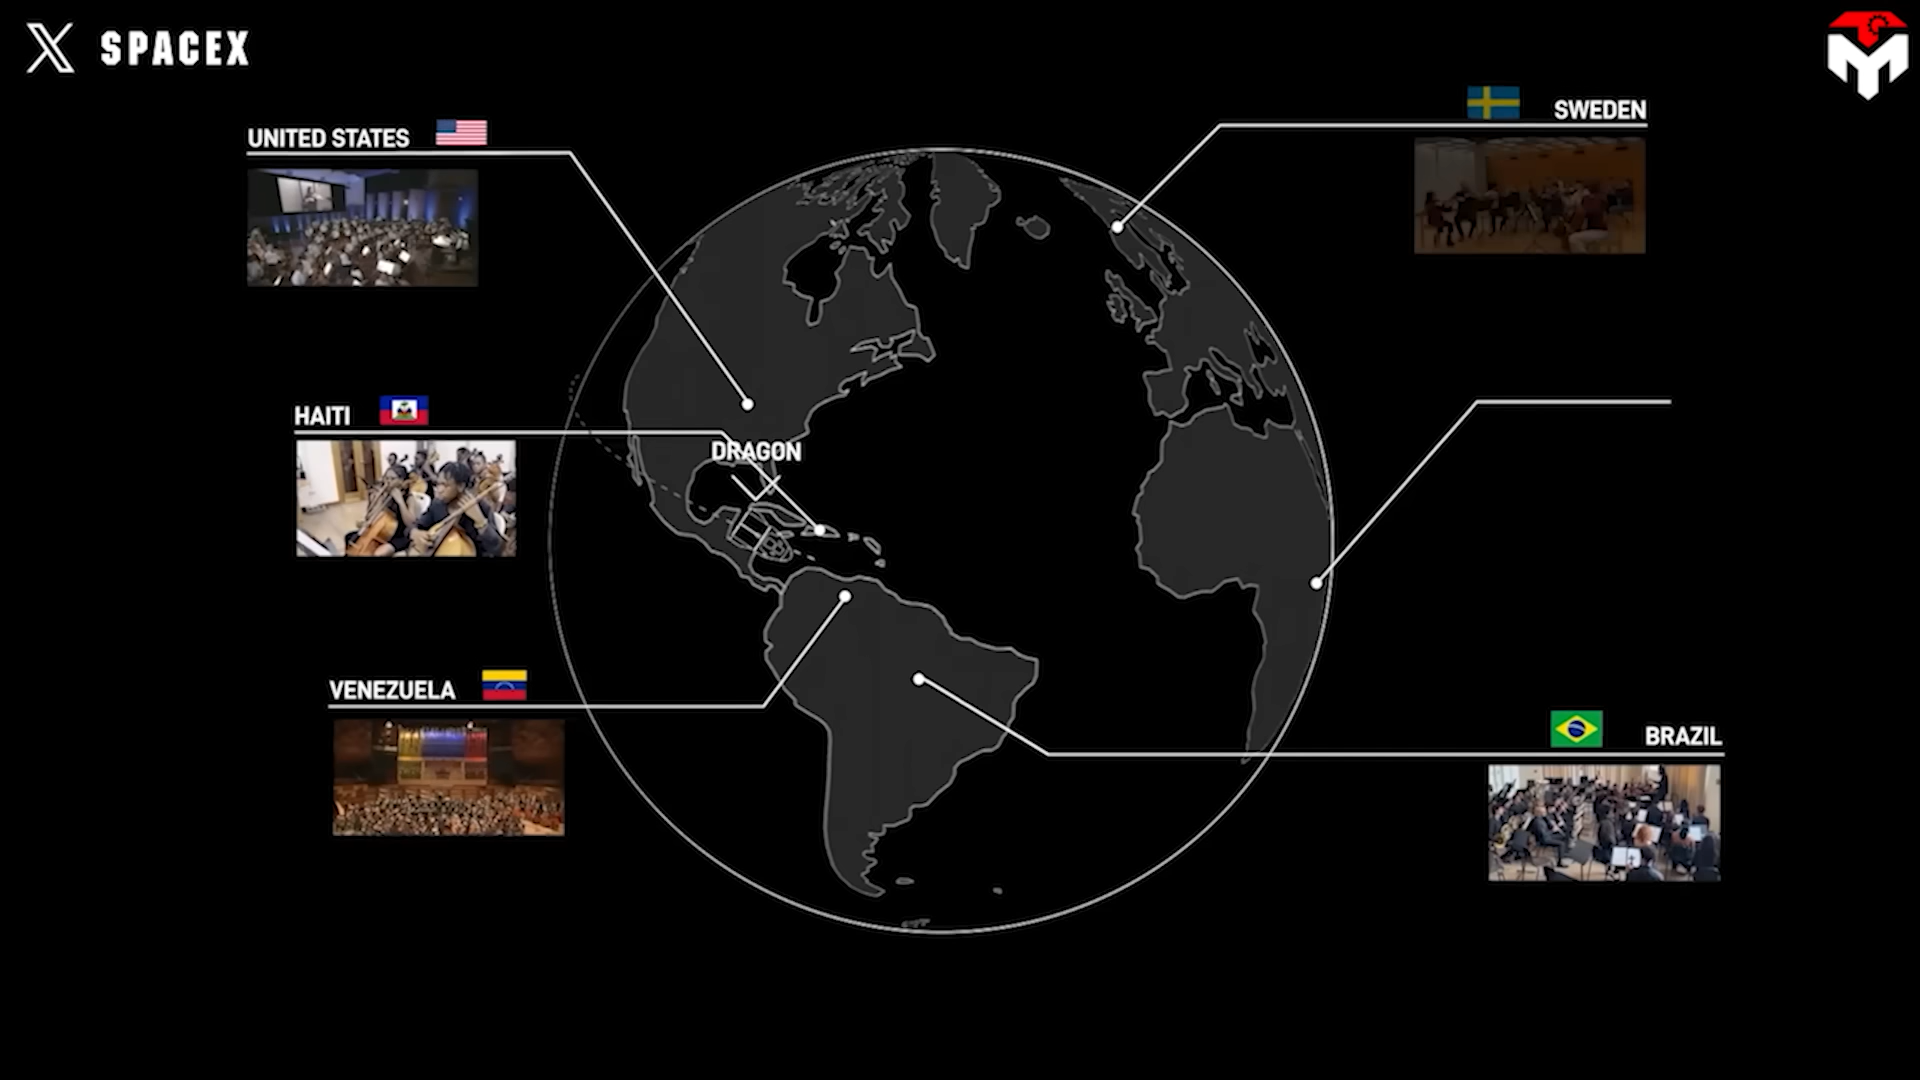 X SPACEX
UNITED STATES
SWEDEN
HAITI
DRAGON
VENEZUELA
BRAZIL